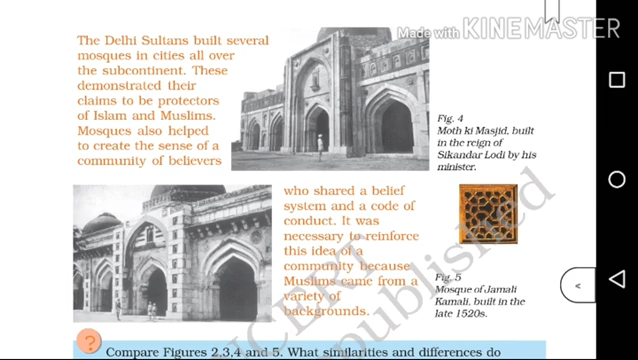 Made with KINEMASTER
The Delhi Sultans built several
mosques in cities all over
the subcontinent. These
demonstrated their
claims to be protectors
of Islam and Muslims.
Mosques also helped
to create the sense of a
community of believers
Fig. 4
Moth ki Masjid, built
in the reign of
Sikandar Lodi by his
minister.
who shared a belief
system and a code of
conduct. It was
necessary to reinforce
this idea of a
community because
Muslims came from a
variety of
backgrounds.
Fig. 5
Mosque of Jamali
Kamali, built in the
late 1520s.
NCERT
published
?
Compare Figures 2,3,4 and 5. What similarities and differences do